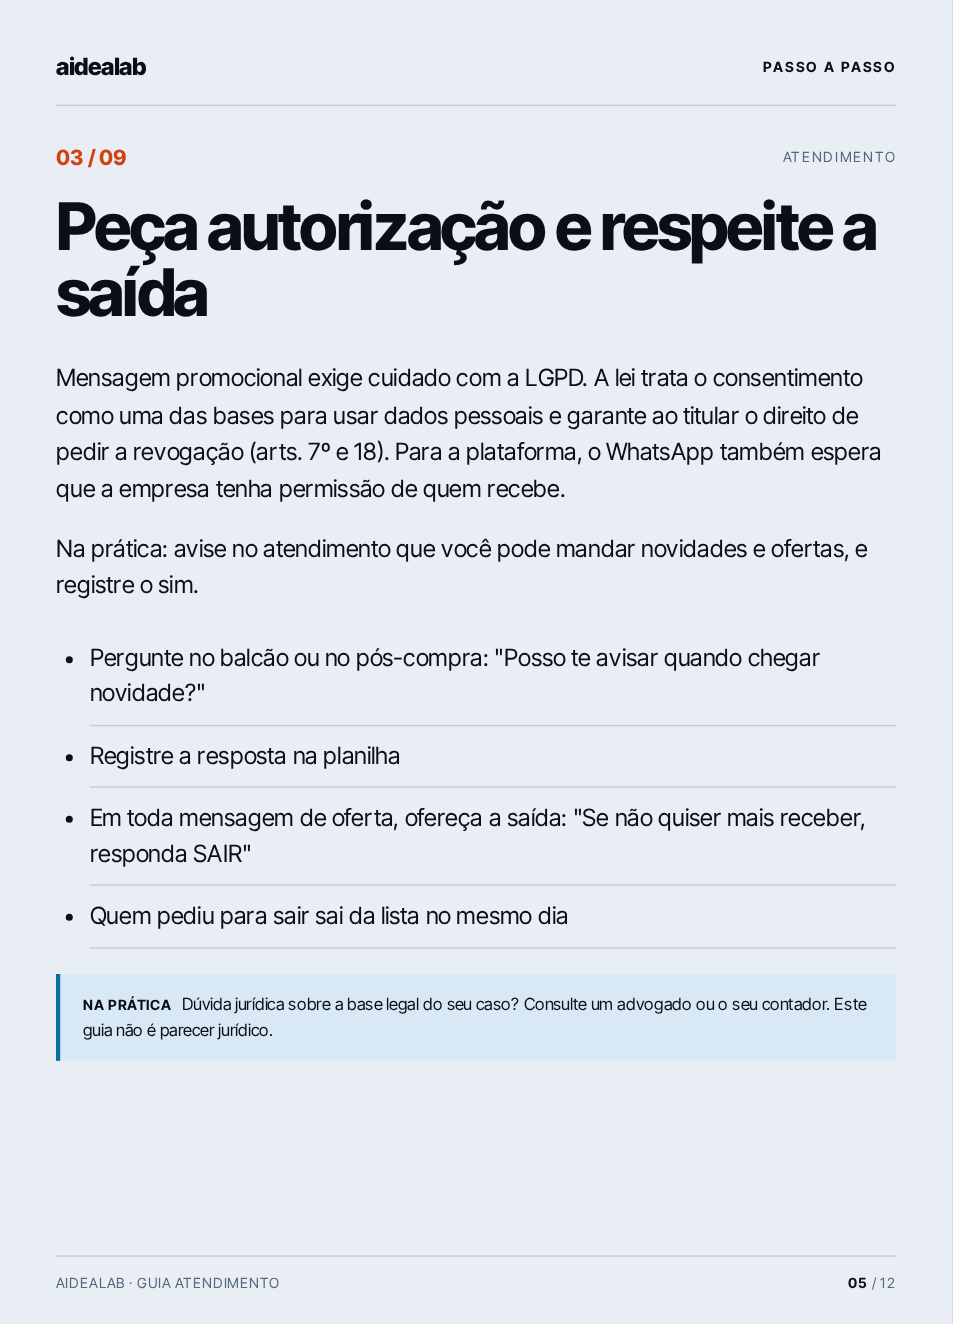 aidealab
PASSO A PASSO
03 / 09
ATENDIMENTO
Peça autorização e respeite a
saída
Mensagem promocional exige cuidado com a LGPD. A lei trata o consentimento
como uma das bases para usar dados pessoais e garante ao titular o direito de
pedir a revogação (arts. 7º e 18). Para a plataforma, o WhatsApp também espera
que a empresa tenha permissão de quem recebe.
Na prática: avise no atendimento que você pode mandar novidades e ofertas, e
registre o sim.
• Pergunte no balcão ou no pós-compra: "Posso te avisar quando chegar
novidade?"
• Registre a resposta na planilha
• Em toda mensagem de oferta, ofereça a saída: "Se não quiser mais receber,
responda SAIR"
• Quem pediu para sair sai da lista no mesmo dia
NA PRÁTICA Dúvida jurídica sobre a base legal do seu caso? Consulte um advogado ou o seu contador. Este
guia não é parecer jurídico.
AIDEALAB · GUIA ATENDIMENTO
05 / 12